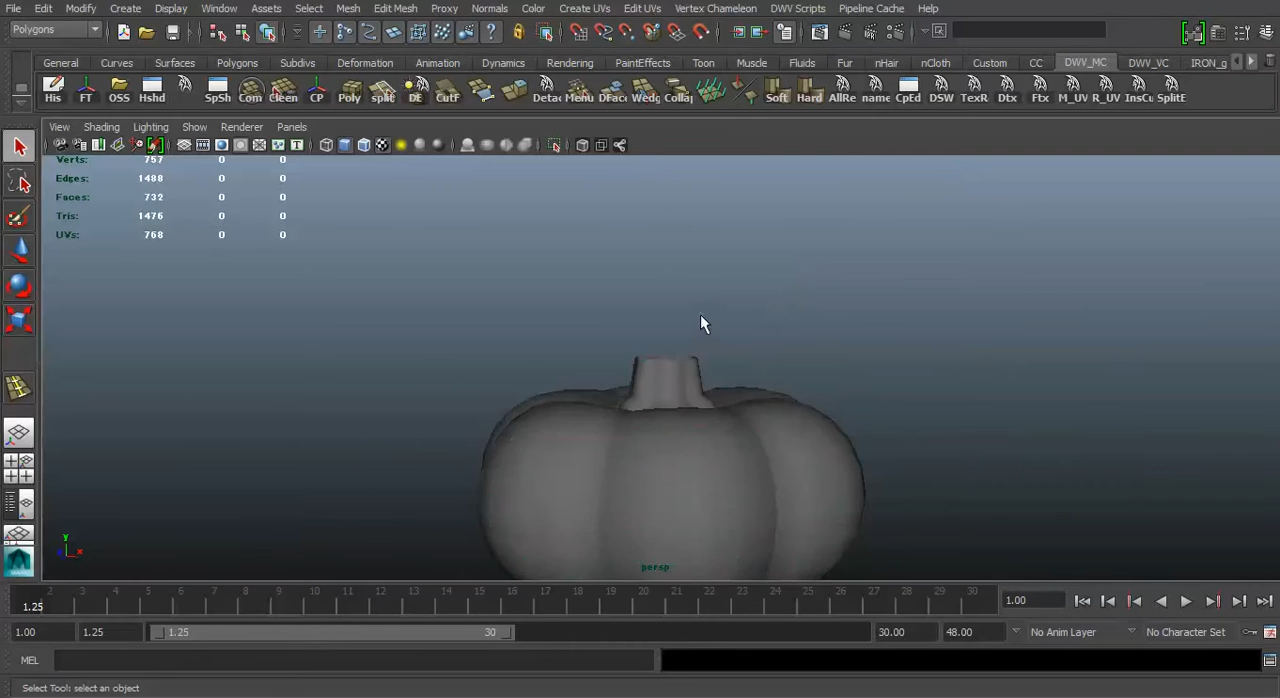 File Edit Modify Create Display Window Assets Select Mesh Edit Mesh Proxy Normals Color Create UVs Edit UVs Vertex Chameleon DWV Scripts Pipeline Cache Help
Polygons
General Curves Surfaces Polygons Subdivs Deformation Animation Dynamics Rendering PaintEffects Toon Muscle Fluids Fur nHair nCloth Custom CC DWV_MC DWV_VC IRON_g
His FT OSS Hshd SpSh Com Cleen CP Poly split DE CutF Detac Menu DFace Wedg Collap Soft Hard AllRe name CpEd DSW TexR Dtx Ftx M_UV R_UV InsCu SplitE
View Shading Lighting Show Renderer Panels
Verts: 757 0 0
Edges: 1488 0 0
Faces: 732 0 0
Tris: 1476 0 0
UVs: 768 0 0
y
x
persp
2 3 4 5 6 7 8 9 10 11 12 13 14 15 16 17 18 19 20 21 22 23 24 25 26 27 28 29 30
1.25
1.00
1.00 1.25 1.25 30 30.00 48.00 No Anim Layer No Character Set
MEL
Select Tool: select an object